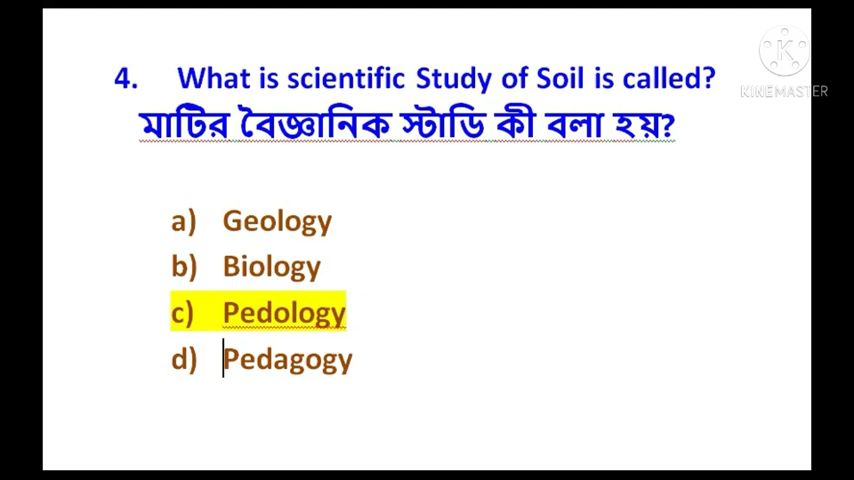 4. What is scientific Study of Soil is called?
মাটির বৈজ্ঞানিক স্টাডি কী বলা হয়?
a) Geology
b) Biology
c) Pedology
d) Pedagogy
K
KINEMASTER